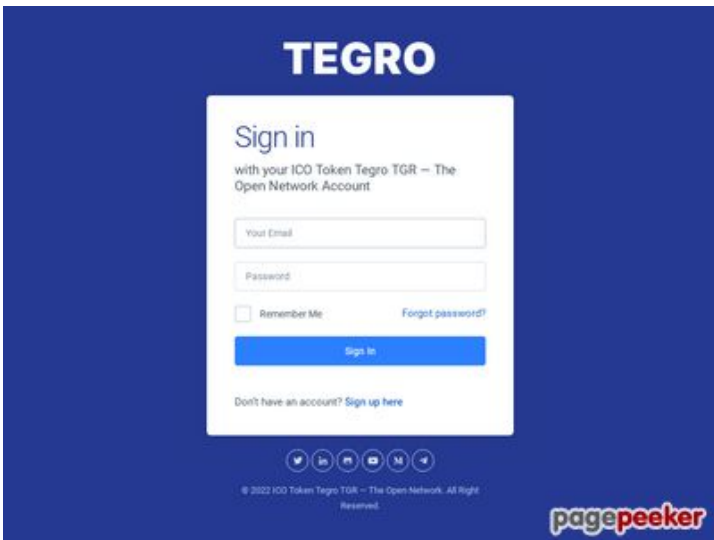 TEGRO
Sign in
with your ICO Token Tegro TGR — The
Open Network Account
Your Email
Password
Remember Me
Forgot password?
Sign In
Don't have an account? Sign up here
© 2022 ICO Token Tegro TGR — The Open Network. All Right
Reserved.
pagepeeker